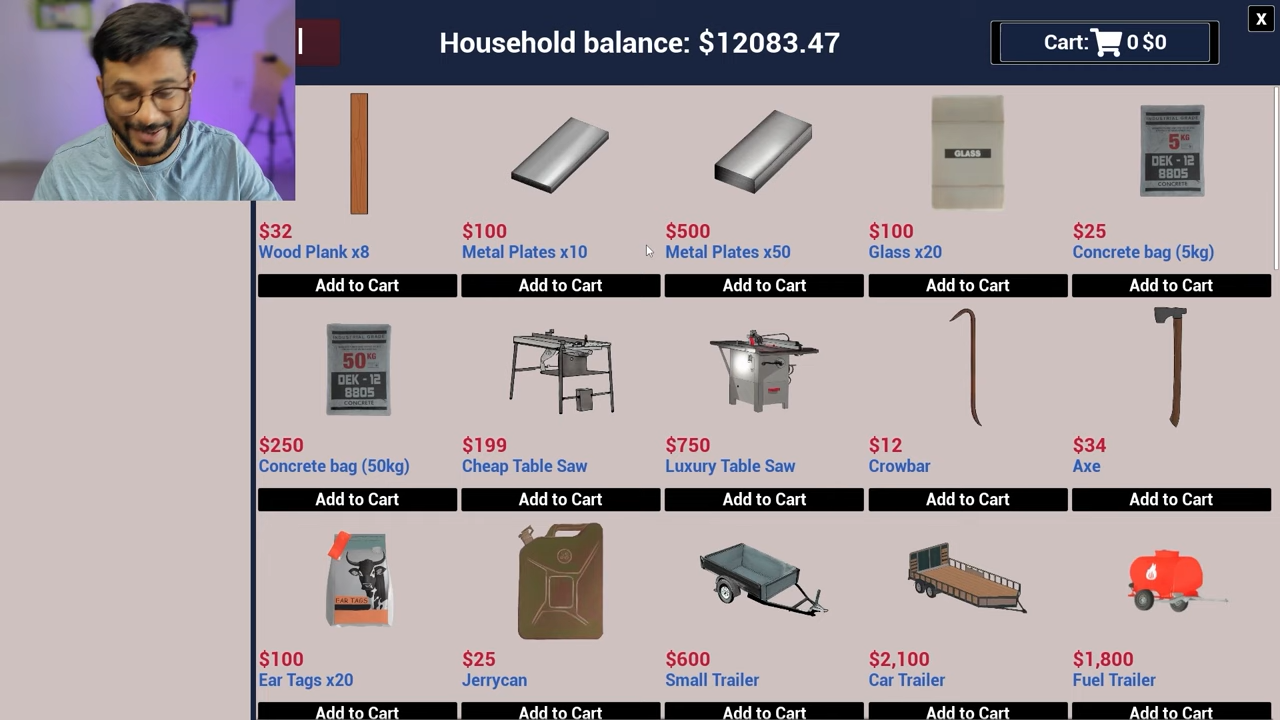 Household balance: $12083.47
Cart: 0 $0
X
GLASS
INDUSTRIAL GRADE
5KG
DEK - 12
8805
CONCRETE
$32
$100
$500
$100
$25
Wood Plank x8
Metal Plates x10
Metal Plates x50
Glass x20
Concrete bag (5kg)
Add to Cart
Add to Cart
Add to Cart
Add to Cart
Add to Cart
INDUSTRIAL GRADE
50KG
DEK - 12
8805
CONCRETE
$250
$199
$750
$12
$34
Concrete bag (50kg)
Cheap Table Saw
Luxury Table Saw
Crowbar
Axe
Add to Cart
Add to Cart
Add to Cart
Add to Cart
Add to Cart
EAR TAGS
$100
$25
$600
$2,100
$1,800
Ear Tags x20
Jerrycan
Small Trailer
Car Trailer
Fuel Trailer
Add to Cart
Add to Cart
Add to Cart
Add to Cart
Add to Cart